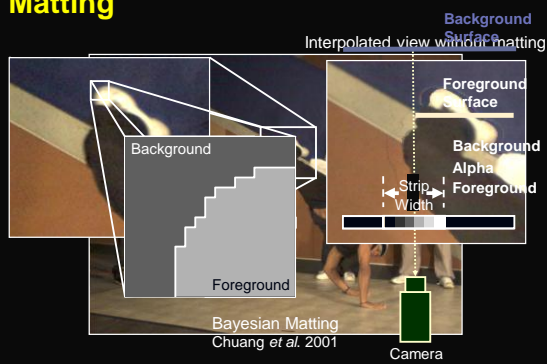 Matting
Background
Surface
Interpolated view without matting
Foreground
Surface
Background
Background
Alpha
Strip
Foreground
Width
Foreground
Bayesian Matting
Chuang et al. 2001
Camera